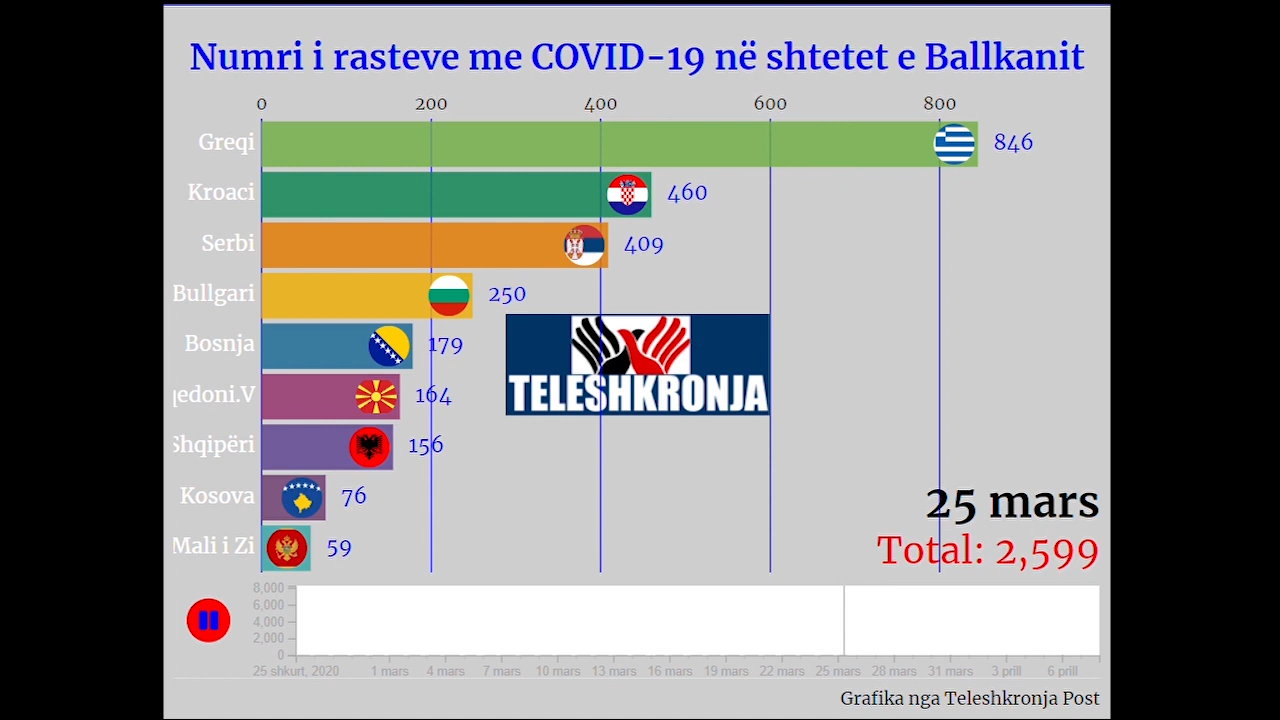 Numri i rasteve me COVID-19 në shtetet e Ballkanit
0 200 400 600 800
Greqi 846
Kroaci 460
Serbi 409
Bullgari 250
Bosnja 179
qedoni.V 164
Shqipëri 156
Kosova 76
Mali i Zi 59
TELESHKRONJA
25 mars
Total: 2,599
8,000
6,000
4,000
2,000
0
25 shkurt, 2020 1 mars 4 mars 7 mars 10 mars 13 mars 16 mars 19 mars 22 mars 25 mars 28 mars 31 mars 3 prill 6 prill
Grafika nga Teleshkronja Post